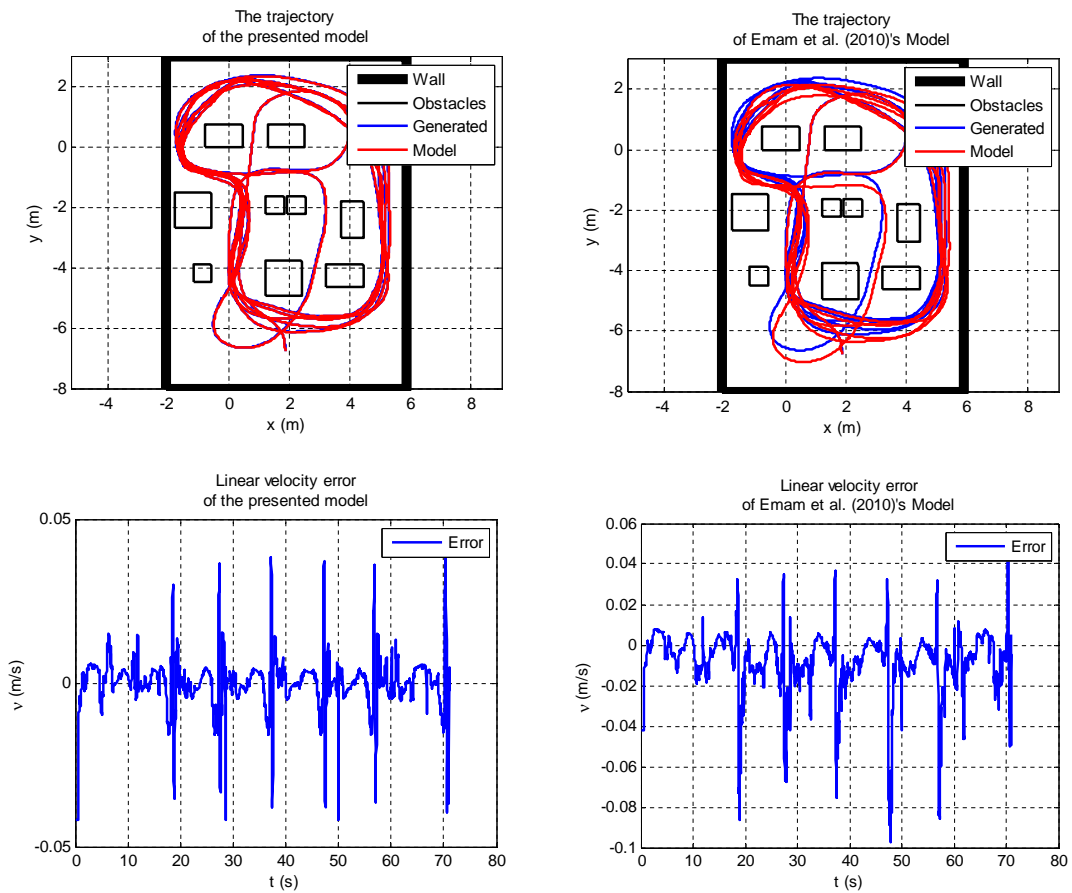 The trajectory
of the presented model
2
0
-2
-4
-6
-8
-4
-2
0
2
4
6
8
y (m)
x (m)
Wall
Obstacles
Generated
Model
The trajectory
of Emam et al. (2010)'s Model
2
0
-2
-4
-6
-8
-4
-2
0
2
4
6
8
y (m)
x (m)
Wall
Obstacles
Generated
Model
Linear velocity error
of the presented model
0.05
0
-0.05
0
10
20
30
40
50
60
70
80
ν (m/s)
t (s)
Error
Linear velocity error
of Emam et al. (2010)'s Model
0.06
0.04
0.02
0
-0.02
-0.04
-0.06
-0.08
-0.1
0
10
20
30
40
50
60
70
80
ν (m/s)
t (s)
Error